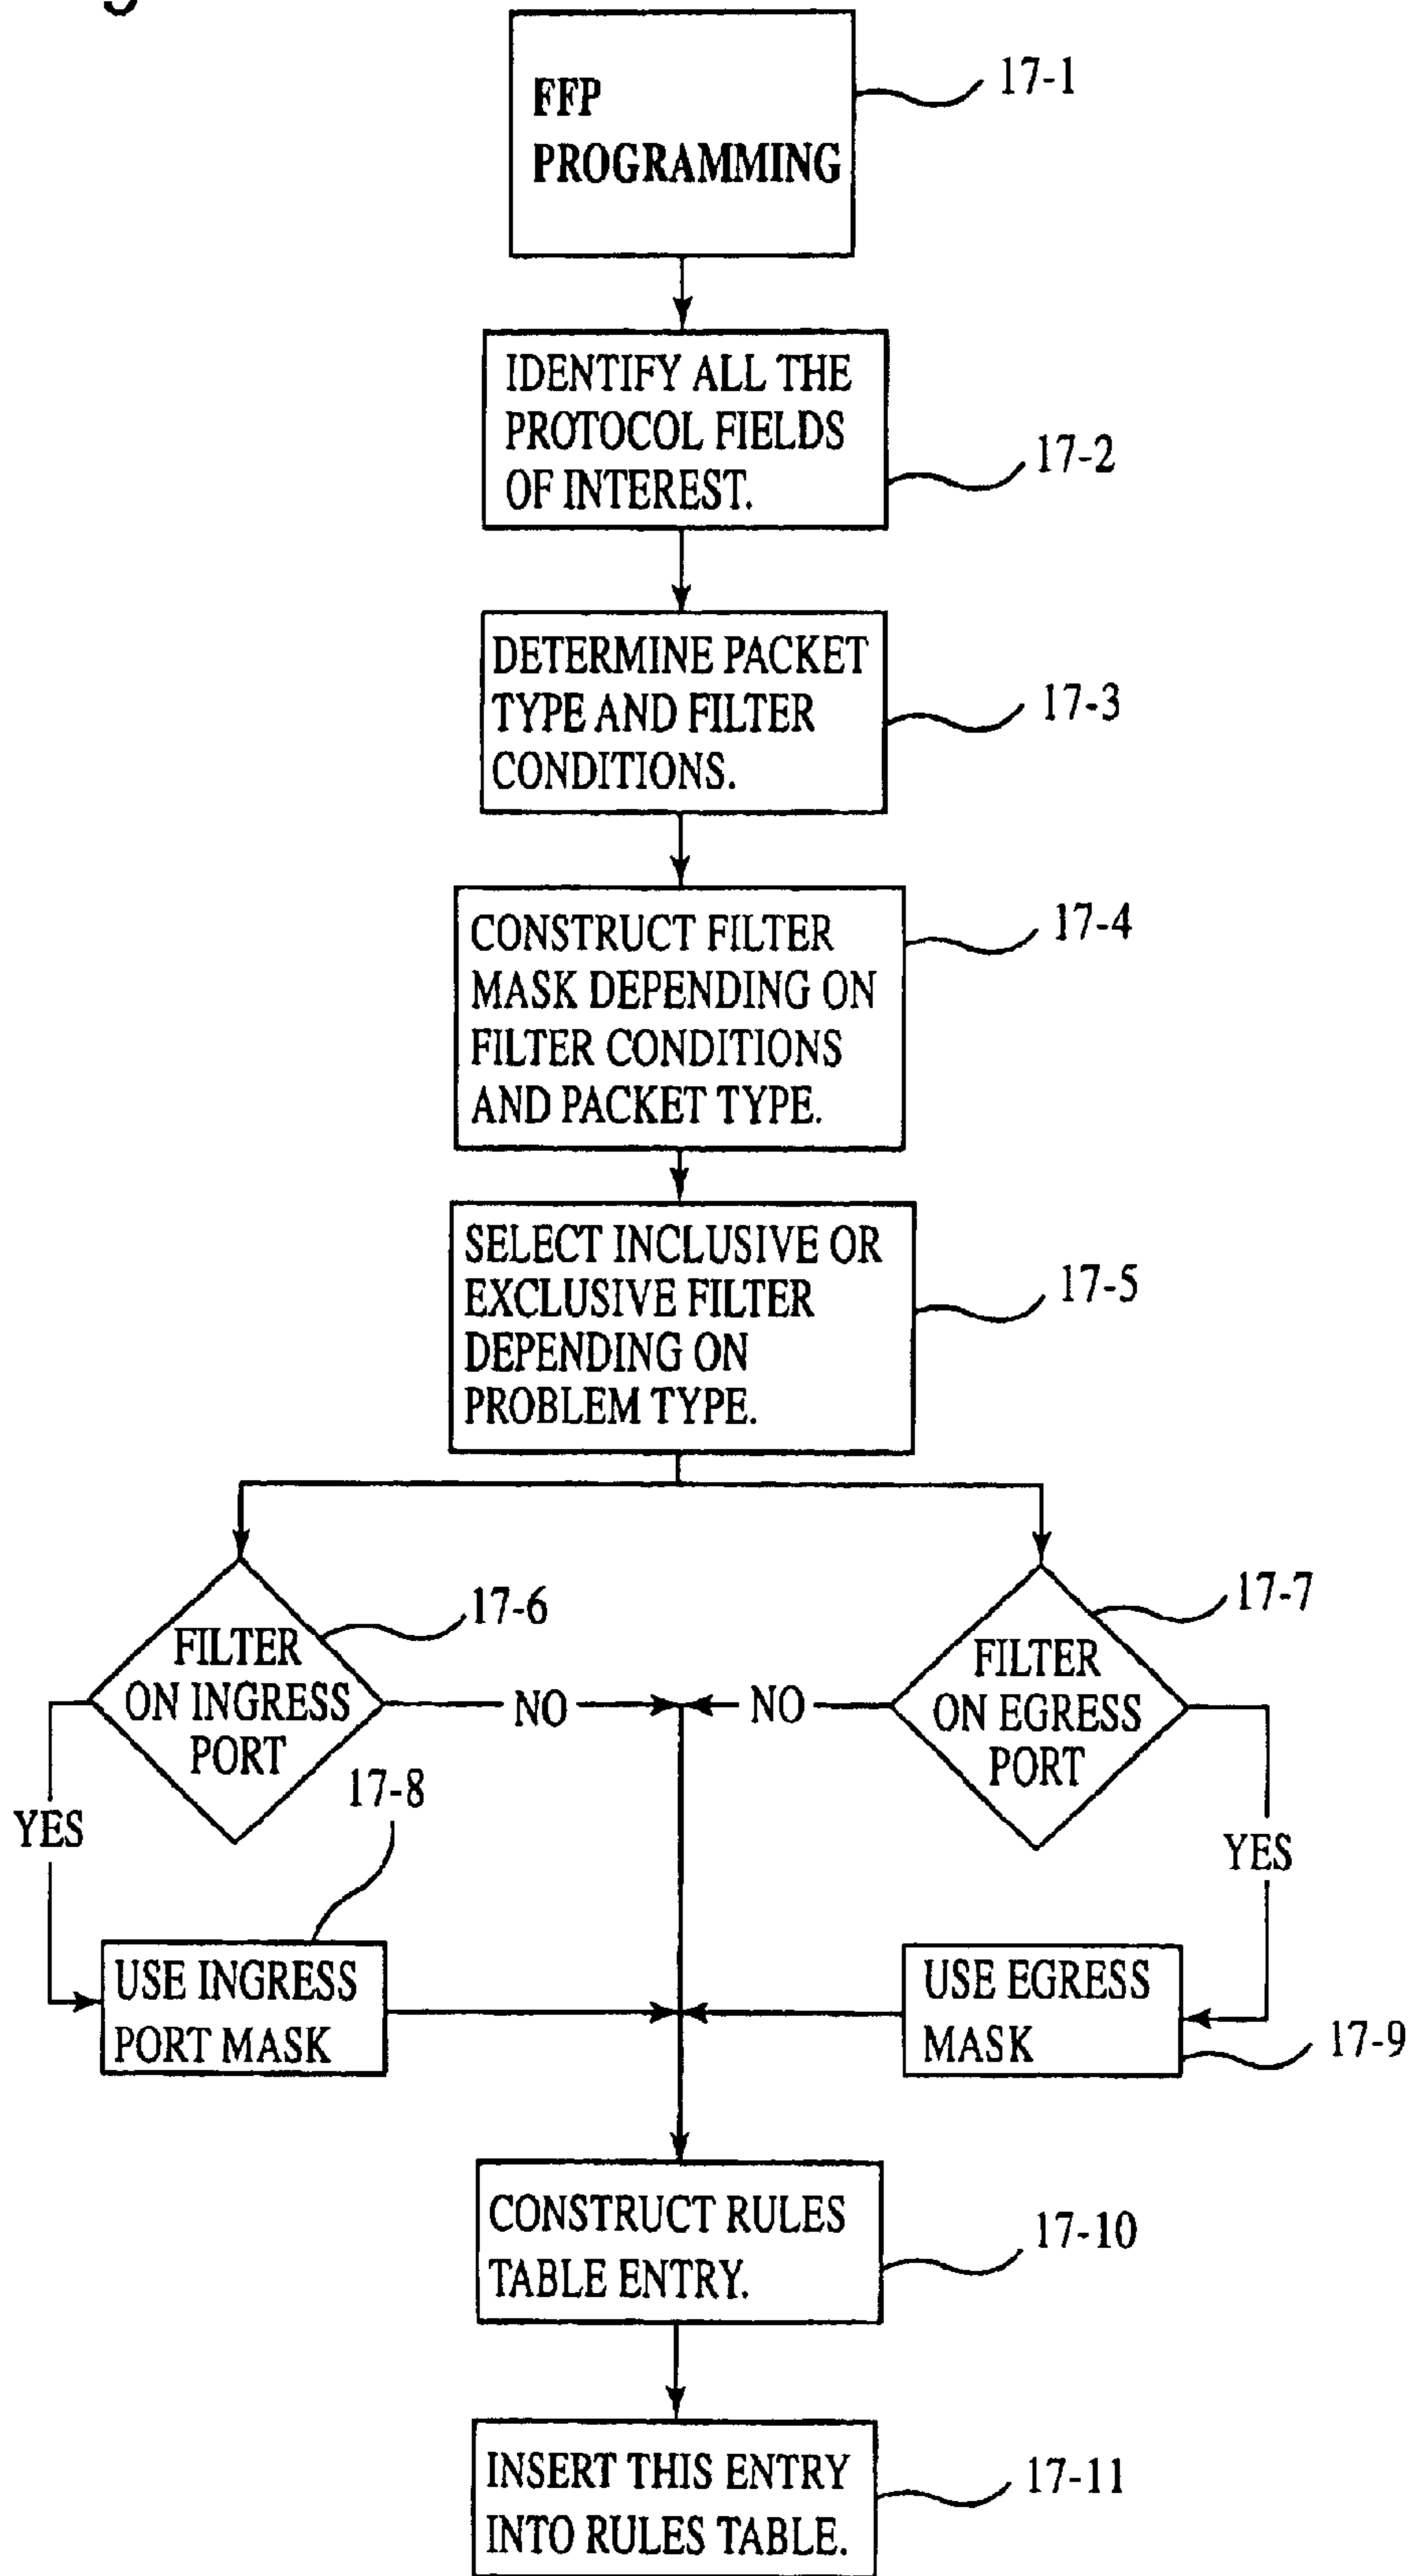 FFP
PROGRAMMING
17-1
IDENTIFY ALL THE
PROTOCOL FIELDS
OF INTEREST.
17-2
DETERMINE PACKET
TYPE AND FILTER
CONDITIONS.
17-3
CONSTRUCT FILTER
MASK DEPENDING ON
FILTER CONDITIONS
AND PACKET TYPE.
17-4
SELECT INCLUSIVE OR
EXCLUSIVE FILTER
DEPENDING ON
PROBLEM TYPE.
17-5
FILTER
ON INGRESS
PORT
17-6
NO
NO
FILTER
ON EGRESS
PORT
17-7
YES
17-8
YES
USE INGRESS
PORT MASK
USE EGRESS
MASK
17-9
CONSTRUCT RULES
TABLE ENTRY.
17-10
INSERT THIS ENTRY
INTO RULES TABLE.
17-11